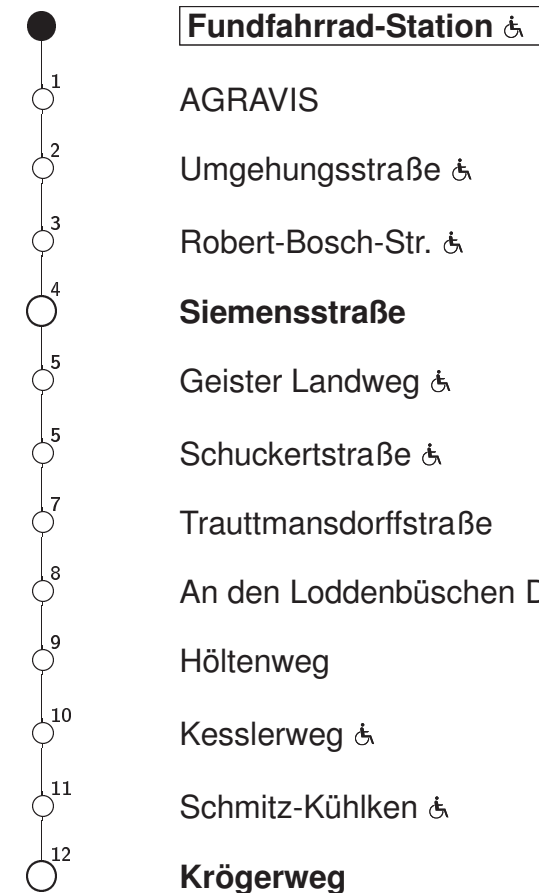 Fundfahrrad-Station
1 AGRAVIS
2 Umgehungsstraße
3 Robert-Bosch-Str.
4 Siemensstraße
5 Geister Landweg
5 Schuckertstraße
7 Trauttmansdorffstraße
8 An den Loddenbüschen D
9 Höltenweg
10 Kesslerweg
11 Schmitz-Kühlken
12 Krögerweg